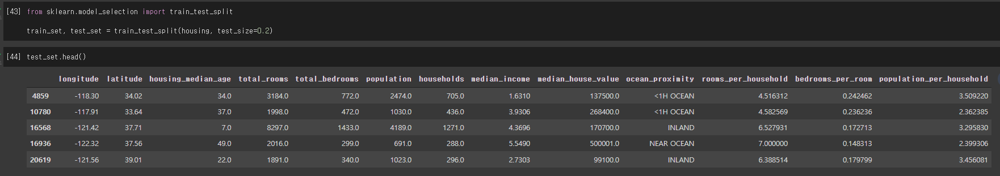 [43] from sklearn.model_selection import train_test_split
train_set, test_set = train_test_split(housing, test_size=0.2)
[44] test_set.head()
longitude latitude housing_median_age total_rooms total_bedrooms population households median_income median_house_value ocean_proximity rooms_per_household bedrooms_per_room population_per_household
4859 -118.30 34.02 34.0 3184.0 772.0 2474.0 705.0 1.6310 137500.0 <1H OCEAN 4.516312 0.242462 3.509220
10780 -117.91 33.64 37.0 1998.0 472.0 1030.0 436.0 3.9306 268400.0 <1H OCEAN 4.582569 0.236236 2.362385
16568 -121.42 37.71 7.0 8297.0 1433.0 4189.0 1271.0 4.3696 170700.0 INLAND 6.527931 0.172713 3.295830
16936 -122.32 37.56 49.0 2016.0 299.0 691.0 288.0 5.5490 500001.0 NEAR OCEAN 7.000000 0.148313 2.399306
20619 -121.56 39.01 22.0 1891.0 340.0 1023.0 296.0 2.7303 99100.0 INLAND 6.388514 0.179799 3.456081